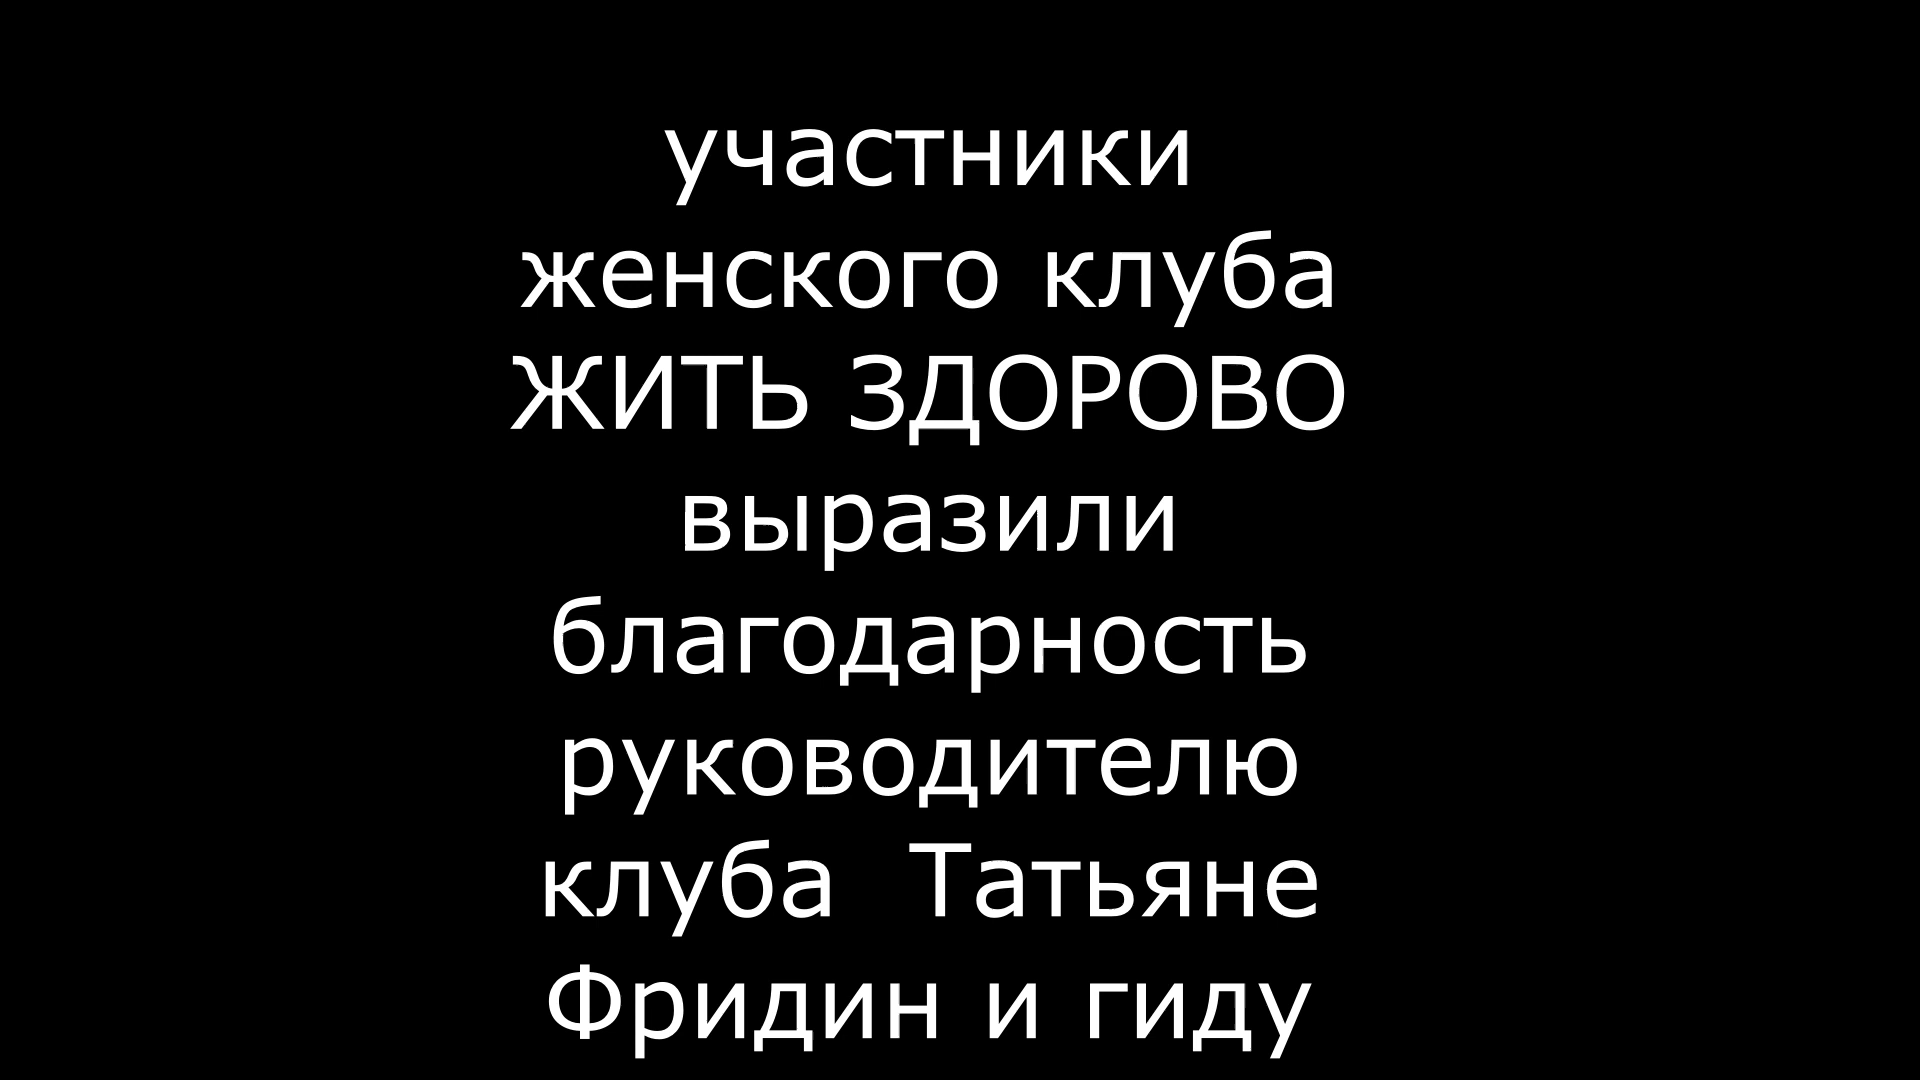 участники
женского клуба
ЖИТЬ ЗДОРОВО
выразили
благодарность
руководителю
клуба  Татьяне
Фридин и гиду